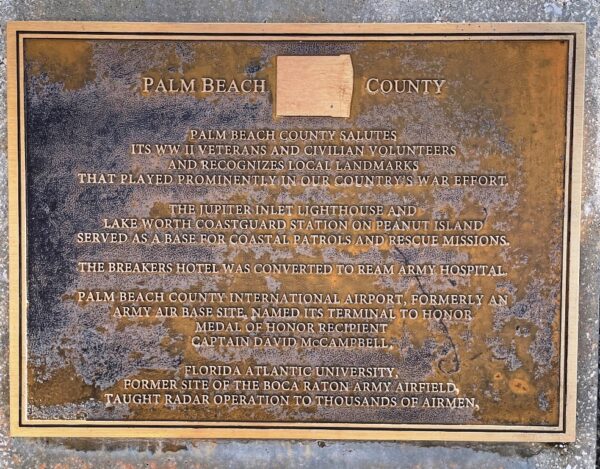 PALM BEACH COUNTY
PALM BEACH COUNTY SALUTES
ITS WW II VETERANS AND CIVILIAN VOLUNTEERS
AND RECOGNIZES LOCAL LANDMARKS
THAT PLAYED PROMINENTLY IN OUR COUNTRY'S WAR EFFORT.
THE JUPITER INLET LIGHTHOUSE AND
LAKE WORTH COASTGUARD STATION ON PEANUT ISLAND
SERVED AS A BASE FOR COASTAL PATROLS AND RESCUE MISSIONS.
THE BREAKERS HOTEL WAS CONVERTED TO REAM ARMY HOSPITAL.
PALM BEACH COUNTY INTERNATIONAL AIRPORT, FORMERLY AN
ARMY AIR BASE SITE, NAMED ITS TERMINAL TO HONOR
MEDAL OF HONOR RECIPIENT
CAPTAIN DAVID McCAMPBELL.
FLORIDA ATLANTIC UNIVERSITY,
FORMER SITE OF THE BOCA RATON ARMY AIRFIELD,
TAUGHT RADAR OPERATION TO THOUSANDS OF AIRMEN.